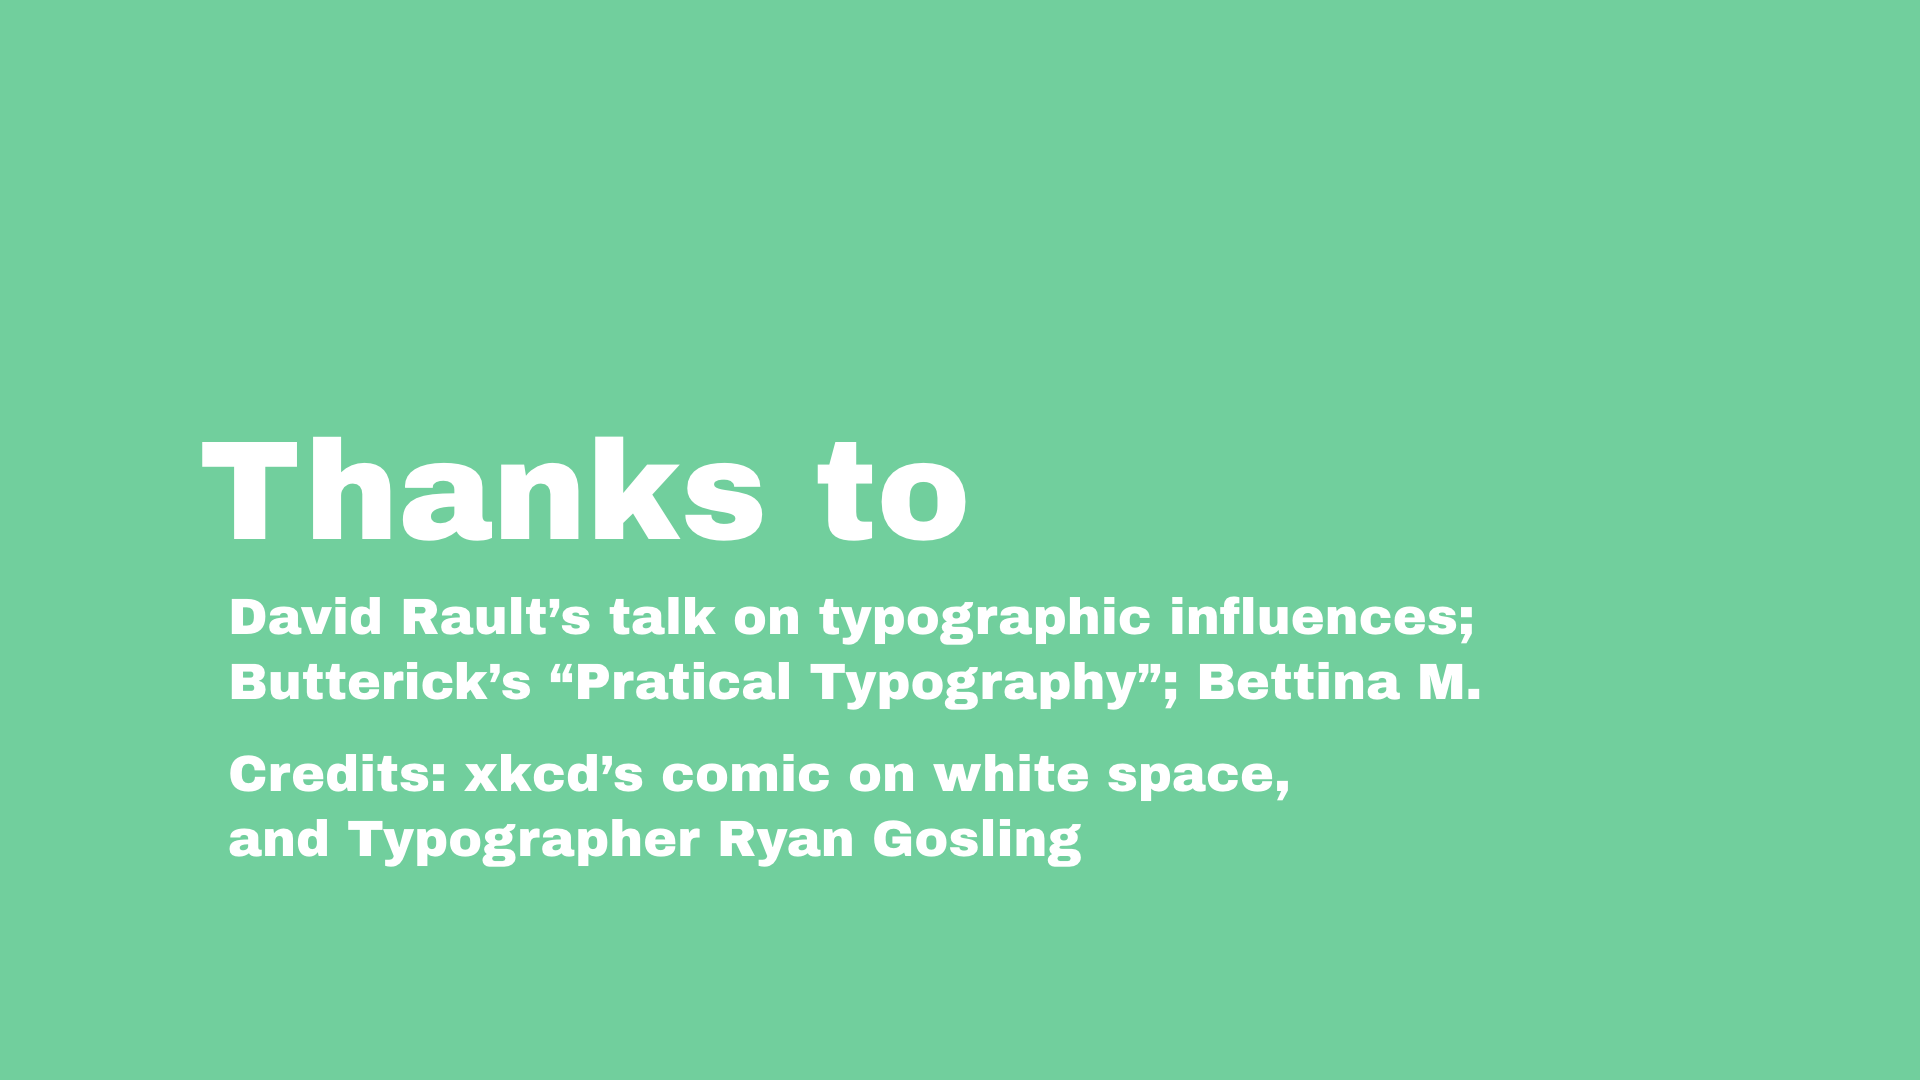 Thanks to
David Rault’s talk on typographic influences;
Butterick’s “Pratical Typography”; Bettina M.
Credits: xkcd’s comic on white space,
and Typographer Ryan Gosling